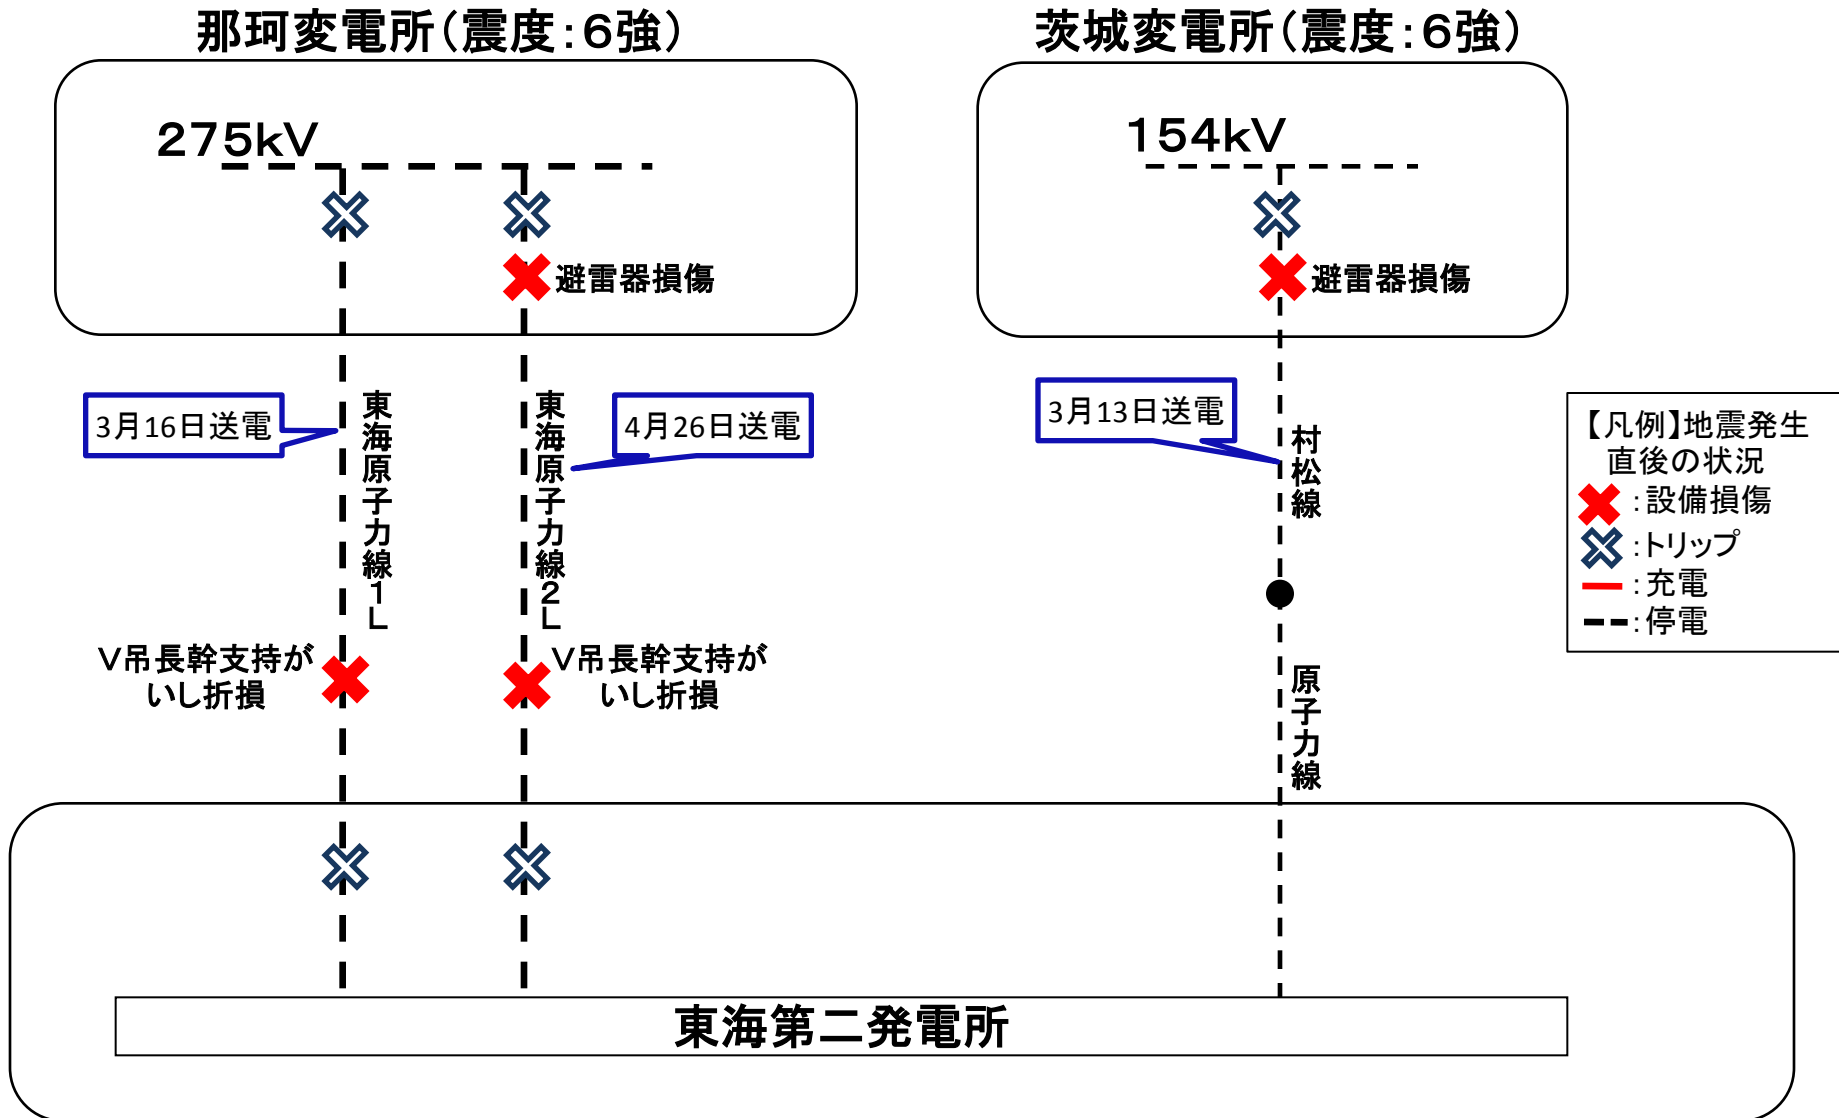 那珂変電所(震度:6強)
茨城変電所(震度:6強)
275kV
154kV
避雷器損傷
避雷器損傷
3月16日送電
東海原子力線1L
東海原子力線2L
4月26日送電
3月13日送電
村松線
【凡例】地震発生
直後の状況
:設備損傷
:トリップ
:充電
:停電
V吊長幹支持が
いし折損
V吊長幹支持が
いし折損
原子力線
東海第二発電所